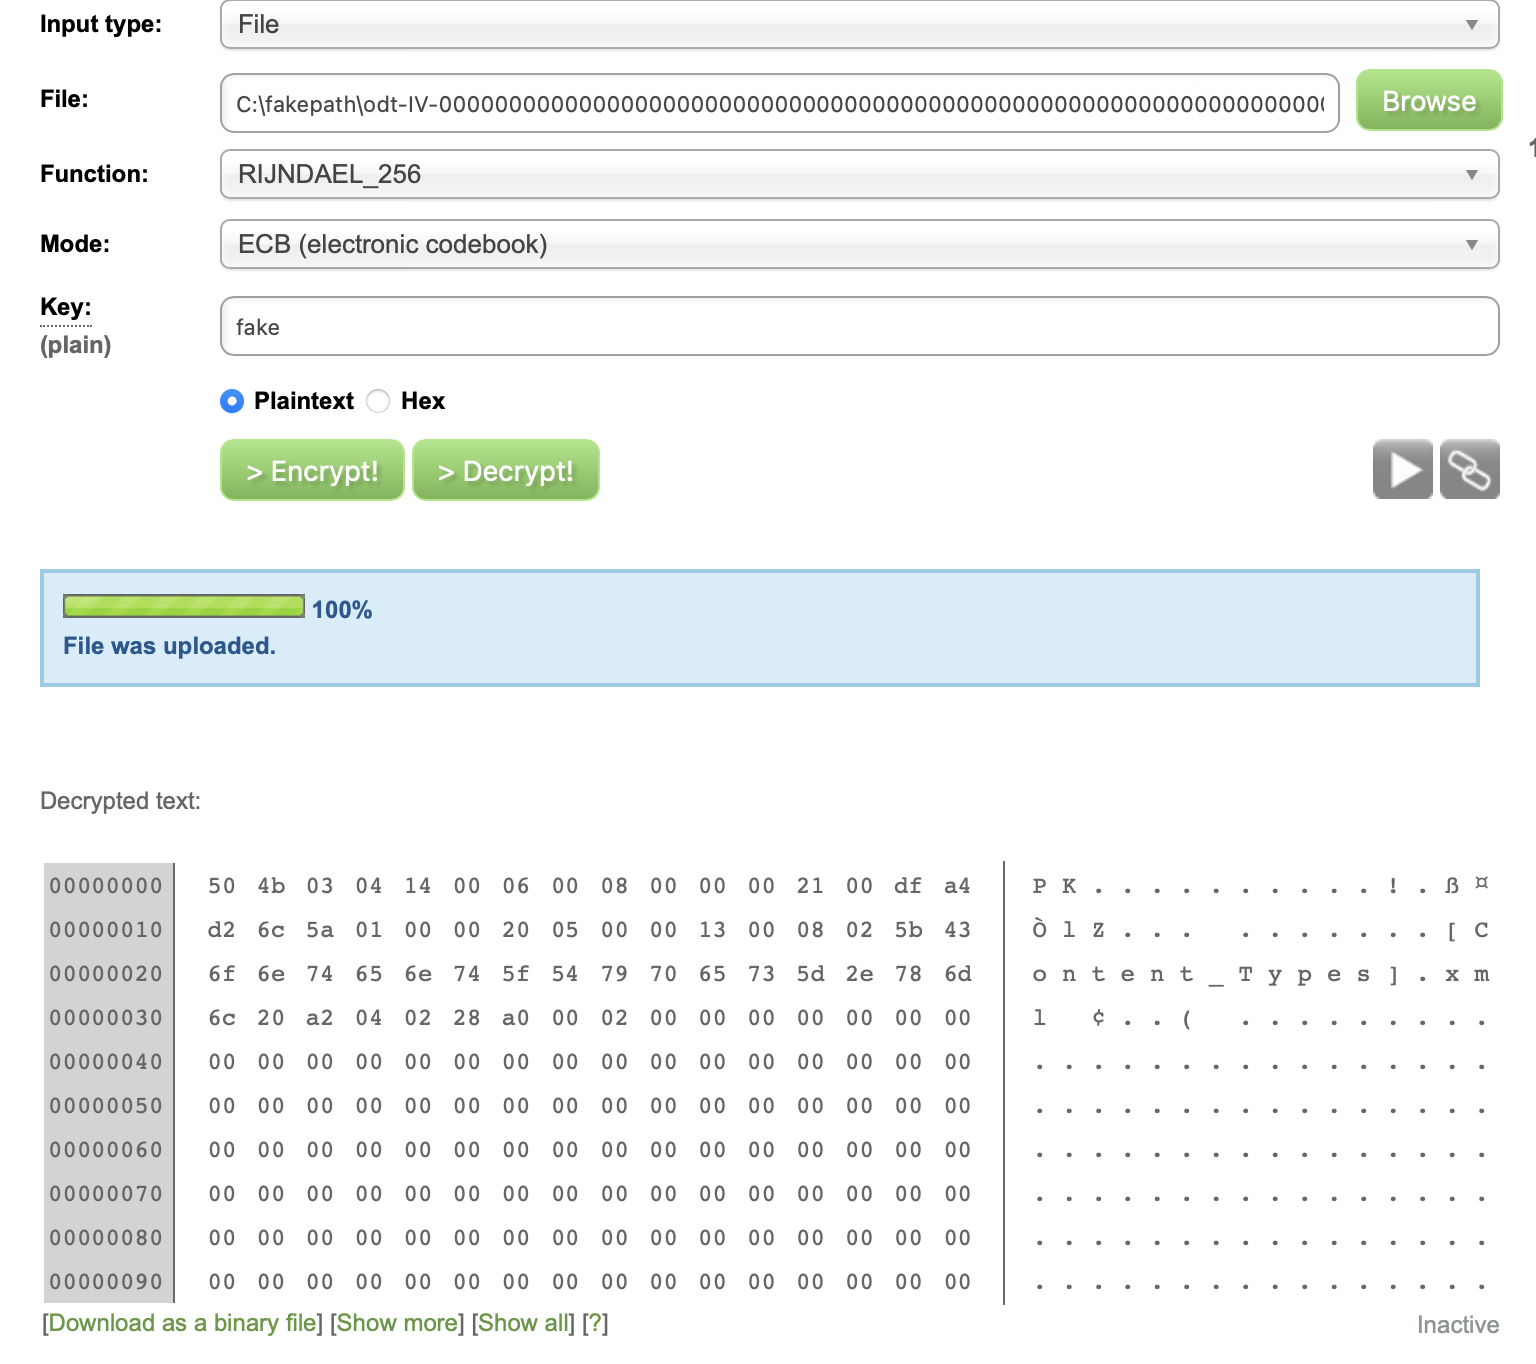 Input type: File
File: C:\fakepath\odt-IV-000000000000000000000000000000000000000000000000000000000000000 Browse
Function: RIJNDAEL_256
Mode: ECB (electronic codebook)
Key: fake
(plain)
Plaintext Hex
> Encrypt! > Decrypt!
100%
File was uploaded.
Decrypted text:
00000000 50 4b 03 04 14 00 06 00 08 00 00 00 21 00 df a4 P K . . . . . . . . . . ! . ß ¤
00000010 d2 6c 5a 01 00 00 20 05 00 00 13 00 08 02 5b 43 Ò l Z . . .   . . . . . . . [ C
00000020 6f 6e 74 65 6e 74 5f 54 79 70 65 73 5d 2e 78 6d o n t e n t _ T y p e s ] . x m
00000030 6c 20 a2 04 02 28 a0 00 02 00 00 00 00 00 00 00 l   ¢ . . (   . . . . . . . . .
00000040 00 00 00 00 00 00 00 00 00 00 00 00 00 00 00 00 . . . . . . . . . . . . . . . .
00000050 00 00 00 00 00 00 00 00 00 00 00 00 00 00 00 00 . . . . . . . . . . . . . . . .
00000060 00 00 00 00 00 00 00 00 00 00 00 00 00 00 00 00 . . . . . . . . . . . . . . . .
00000070 00 00 00 00 00 00 00 00 00 00 00 00 00 00 00 00 . . . . . . . . . . . . . . . .
00000080 00 00 00 00 00 00 00 00 00 00 00 00 00 00 00 00 . . . . . . . . . . . . . . . .
00000090 00 00 00 00 00 00 00 00 00 00 00 00 00 00 00 00 . . . . . . . . . . . . . . . .
[Download as a binary file] [Show more] [Show all] [?] Inactive